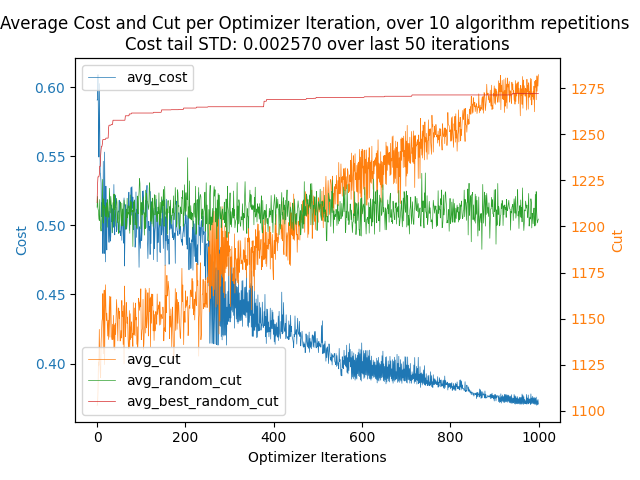 Average Cost and Cut per Optimizer Iteration, over 10 algorithm repetitions
Cost tail STD: 0.002570 over last 50 iterations
avg_cost
0.60
0.55
0.50
0.45
0.40
Cost
1275
1250
1225
1200
1175
1150
1125
1100
Cut
avg_cut
avg_random_cut
avg_best_random_cut
0 200 400 600 800 1000
Optimizer Iterations